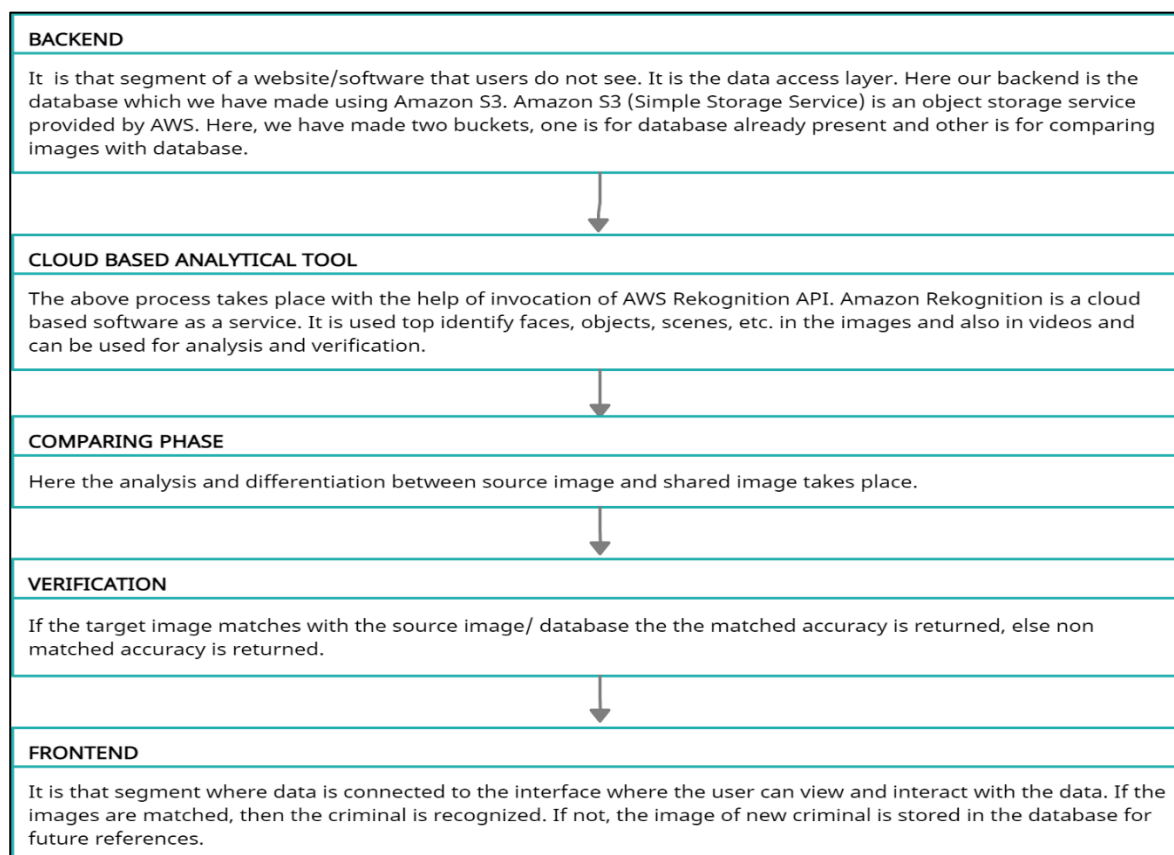 BACKEND
It is that segment of a website/software that users do not see. It is the data access layer. Here our backend is the
database which we have made using Amazon S3. Amazon S3 (Simple Storage Service) is an object storage service
provided by AWS. Here, we have made two buckets, one is for database already present and other is for comparing
images with database.
CLOUD BASED ANALYTICAL TOOL
The above process takes place with the help of invocation of AWS Rekognition API. Amazon Rekognition is a cloud
based software as a service. It is used top identify faces, objects, scenes, etc. in the images and also in videos and
can be used for analysis and verification.
COMPARING PHASE
Here the analysis and differentiation between source image and shared image takes place.
VERIFICATION
If the target image matches with the source image/ database the the matched accuracy is returned, else non
matched accuracy is returned.
FRONTEND
It is that segment where data is connected to the interface where the user can view and interact with the data. If the
images are matched, then the criminal is recognized. If not, the image of new criminal is stored in the database for
future references.